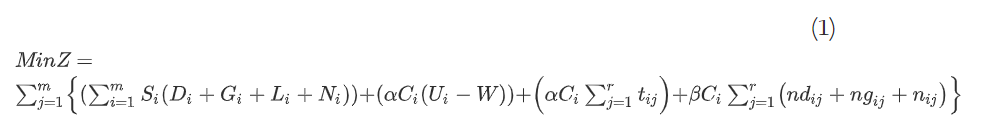 (1)
MinZ =
∑_{j=1}^{m} {(∑_{i=1}^{m} S_i(D_i + G_i + L_i + N_i))+(αC_i(U_i − W))+(αC_i ∑_{j=1}^{r} t_{ij})+βC_i ∑_{j=1}^{r} (nd_{ij} + ng_{ij} + n_{ij})}